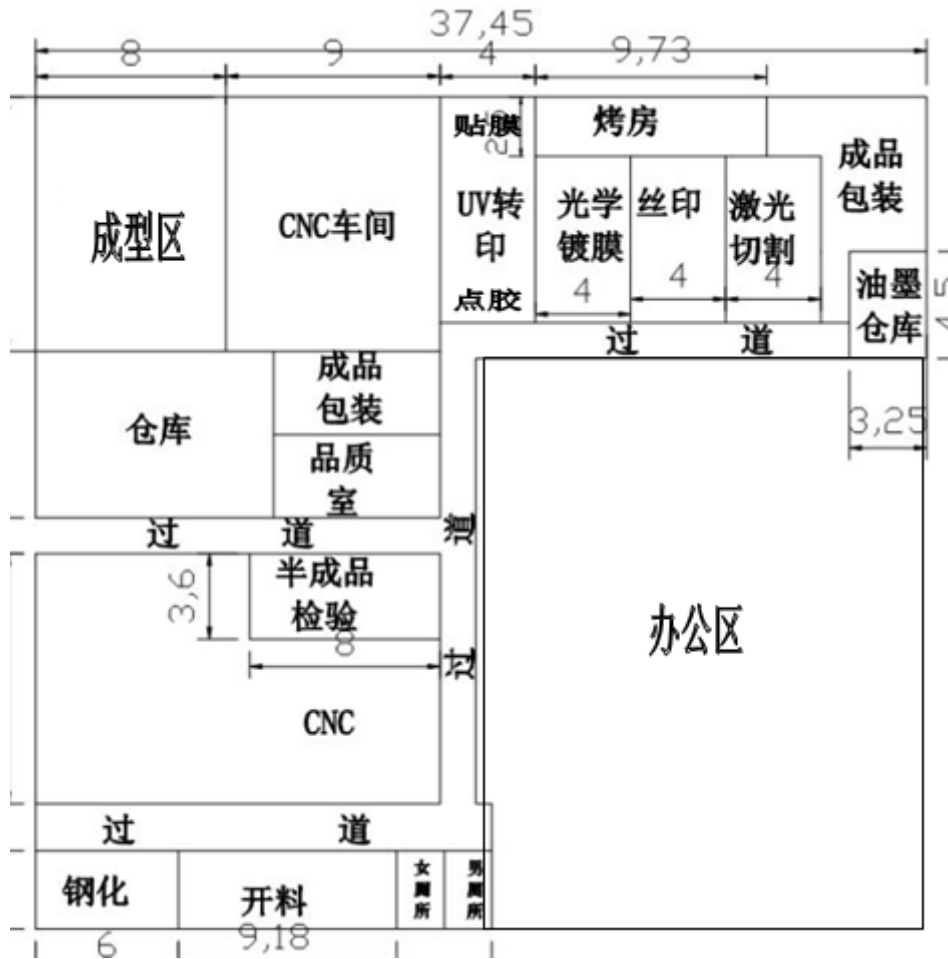 37,45
8
9
4
9,73
贴膜
2,5
烤房
成品
包装
成型区
CNC车间
UV转
印
点胶
光学
镀膜
4
丝印
4
激光
切割
4
油墨
仓库
4,5
过 道
3,25
仓库
成品
包装
品质
室
过 道
道
过
3,6
半成品
检验
8
CNC
办公区
过 道
钢化
开料
女厕所
男厕所
6
9,18